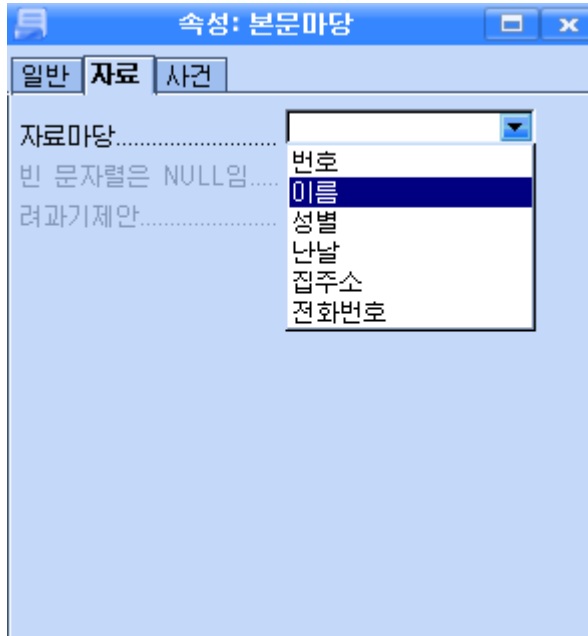 속성: 본문마당
일반 자료 사건
자료마당..........................
빈 문자렬은 NULL임.....
려과기제안......................
번호
이름
성별
난날
집주소
전화번호